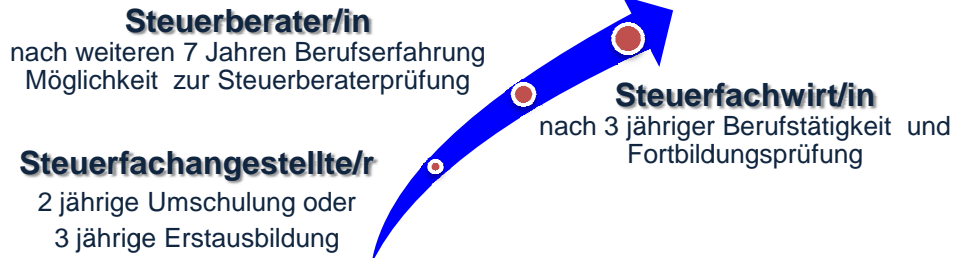 Steuerberater/in
nach weiteren 7 Jahren Berufserfahrung
Möglichkeit  zur Steuerberaterprüfung
Steuerfachwirt/in
nach 3 jähriger Berufstätigkeit  und
Fortbildungsprüfung
Steuerfachangestellte/r
2 jährige Umschulung oder
3 jährige Erstausbildung